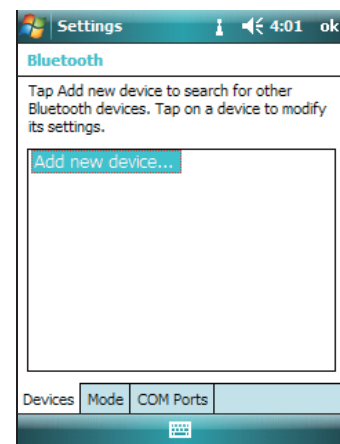 Settings 4:01 ok
Bluetooth
Tap Add new device to search for other
Bluetooth devices. Tap on a device to modify
its settings.
Add new device...
Devices Mode COM Ports